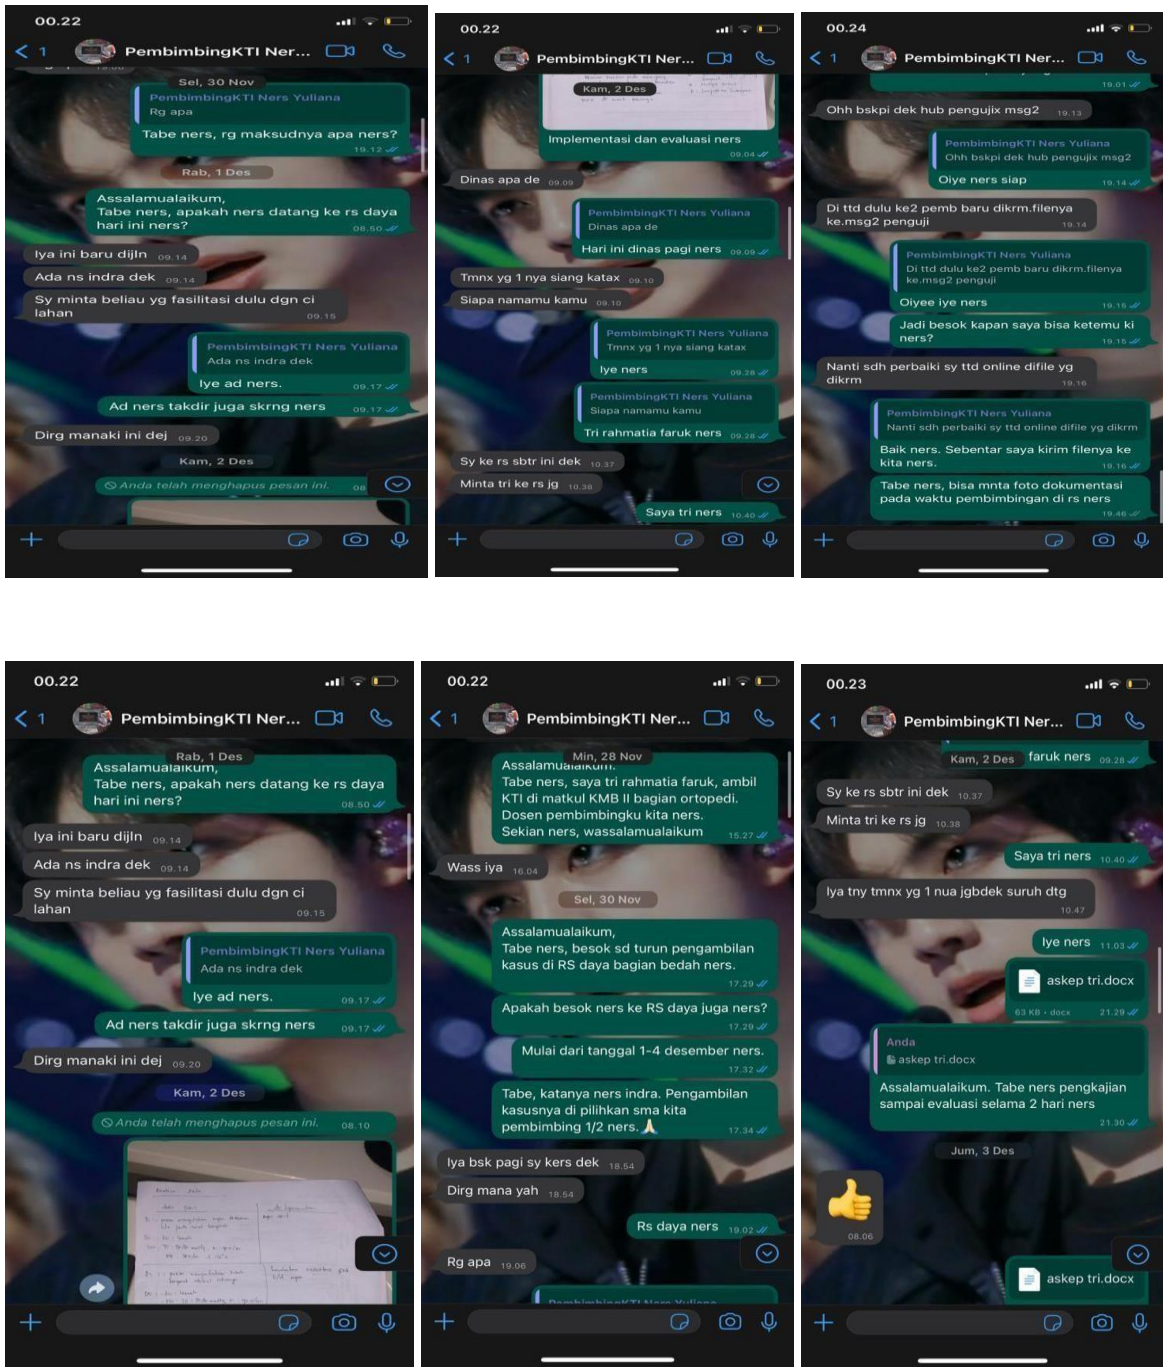 00.22
1
PembimbingKTI Ner...
Sel, 30 Nov
PembimbingKTI Ners Yuliana
Rg apa
Tabe ners, rg maksudnya apa ners?
19.12
Rab, 1 Des
Assalamualaikum,
Tabe ners, apakah ners datang ke rs daya
hari ini ners?
08.50
Iya ini baru dijln 09.14
Ada ns indra dek 09.14
Sy minta beliau yg fasilitasi dulu dgn ci
lahan
09.15
PembimbingKTI Ners Yuliana
Ada ns indra dek
Iye ad ners.
09.17
Ad ners takdir juga skrng ners 09.17
Dirg manaki ini dej 09.20
Kam, 2 Des
Anda telah menghapus pesan ini. 08
00.22
1
PembimbingKTI Ner...
Kam, 2 Des
Implementasi dan evaluasi ners
09.04
Dinas apa de 09.09
PembimbingKTI Ners Yuliana
Dinas apa de
Hari ini dinas pagi ners 09.09
Tmnx yg 1 nya siang katax 09.10
Siapa namamu kamu 09.10
PembimbingKTI Ners Yuliana
Tmnx yg 1 nya siang katax
Iye ners 09.28
PembimbingKTI Ners Yuliana
Siapa namamu kamu
Tri rahmatia faruk ners 09.28
Sy ke rs sbtr ini dek 10.37
Minta tri ke rs jg 10.38
Saya tri ners 10.40
00.24
1
PembimbingKTI Ner...
19.01
Ohh bskpi dek hub pengujix msg2 19.13
PembimbingKTI Ners Yuliana
Ohh bskpi dek hub pengujix msg2
Oiye ners siap 19.14
Di ttd dulu ke2 pemb baru dikrm.filenya
ke.msg2 penguji
19.14
PembimbingKTI Ners Yuliana
Di ttd dulu ke2 pemb baru dikrm.filenya
ke.msg2 penguji
Oiyee iye ners 19.15
Jadi besok kapan saya bisa ketemu ki
ners?
19.15
Nanti sdh perbaiki sy ttd online difile yg
dikrm
19.16
PembimbingKTI Ners Yuliana
Nanti sdh perbaiki sy ttd online difile yg dikrm
Baik ners. Sebentar saya kirim filenya ke
kita ners.
19.16
Tabe ners, bisa mnta foto dokumentasi
pada waktu pembimbingan di rs ners
19.46
00.22
1
PembimbingKTI Ner...
Rab, 1 Des
Assalamualaikum,
Tabe ners, apakah ners datang ke rs daya
hari ini ners?
08.50
Iya ini baru dijln 09.14
Ada ns indra dek 09.14
Sy minta beliau yg fasilitasi dulu dgn ci
lahan
09.15
PembimbingKTI Ners Yuliana
Ada ns indra dek
Iye ad ners.
09.17
Ad ners takdir juga skrng ners 09.17
Dirg manaki ini dej 09.20
Kam, 2 Des
Anda telah menghapus pesan ini. 08.10
00.22
1
PembimbingKTI Ner...
Min, 28 Nov
Assalamualaikum.
Tabe ners, saya tri rahmatia faruk, ambil
KTI di matkul KMB II bagian ortopedi.
Dosen pembimbingku kita ners.
Sekian ners, wassalamualaikum 15.27
Wass iya 16.04
Sel, 30 Nov
Assalamualaikum,
Tabe ners, besok sd turun pengambilan
kasus di RS daya bagian bedah ners.
17.29
Apakah besok ners ke RS daya juga ners?
17.29
Mulai dari tanggal 1-4 desember ners.
17.32
Tabe, katanya ners indra. Pengambilan
kasusnya di pilihkan sma kita
pembimbing 1/2 ners.🙏
17.34
Iya bsk pagi sy kers dek 18.54
Dirg mana yah 18.54
Rs daya ners 19.02
Rg apa 19.06
PembimbingKTI Ners Yuliana
00.23
1
PembimbingKTI Ner...
Kam, 2 Des
faruk ners 09.28
Sy ke rs sbtr ini dek 10.37
Minta tri ke rs jg 10.38
Saya tri ners 10.40
Iya tny tmnx yg 1 nua jgbdek suruh dtg
10.47
Iye ners 11.03
askep tri.docx
63 KB • docx 21.29
Anda
askep tri.docx
Assalamualaikum. Tabe ners pengkajian
sampai evaluasi selama 2 hari ners
21.30
Jum, 3 Des
👍
08.06
askep tri.docx